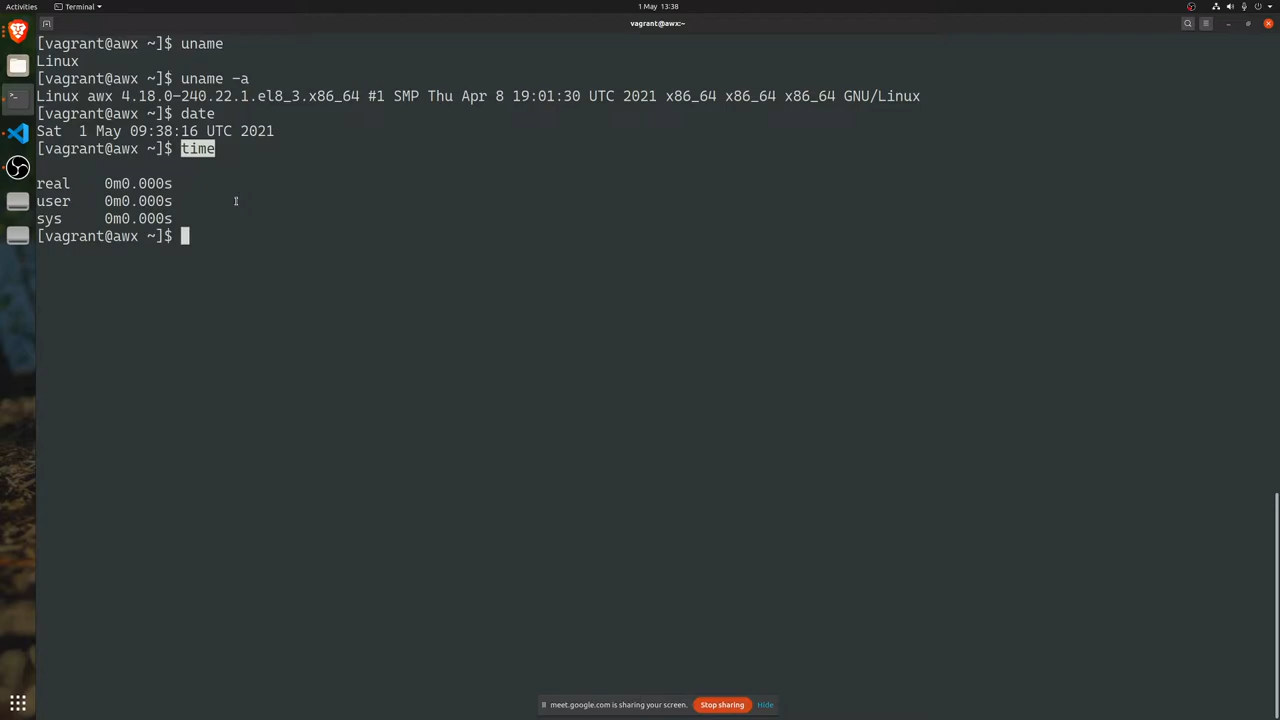 Activities
Terminal
1 May 13:38
vagrant@awx:~
[vagrant@awx ~]$ uname
Linux
[vagrant@awx ~]$ uname -a
Linux awx 4.18.0-240.22.1.el8_3.x86_64 #1 SMP Thu Apr 8 19:01:30 UTC 2021 x86_64 x86_64 x86_64 GNU/Linux
[vagrant@awx ~]$ date
Sat  1 May 09:38:16 UTC 2021
[vagrant@awx ~]$ time
real    0m0.000s
user    0m0.000s
sys     0m0.000s
[vagrant@awx ~]$
meet.google.com is sharing your screen.
Stop sharing
Hide